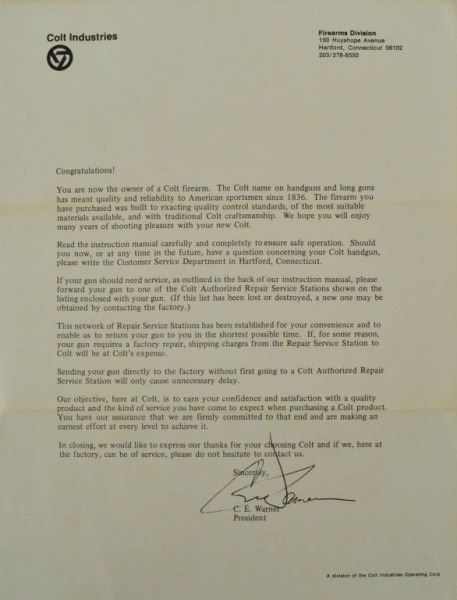 Colt Industries
Firearms Division
150 Huyshope Avenue
Hartford, Connecticut 06102
203/278-8550
Congratulations!
You are now the owner of a Colt firearm. The Colt name on handguns and long guns
has meant quality and reliability to American sportsmen since 1836. The firearm you
have purchased was built to exacting quality control standards, of the most suitable
materials available, and with traditional Colt craftsmanship. We hope you will enjoy
many years of shooting pleasure with your new Colt.
Read the instruction manual carefully and completely to ensure safe operation. Should
you now, or at any time in the future, have a question concerning your Colt handgun,
please write the Customer Service Department in Hartford, Connecticut.
If your gun should need service, as outlined in the back of our instruction manual, please
forward your gun to one of the Colt Authorized Repair Service Stations shown on the
listing enclosed with your gun. (If this list has been lost or destroyed, a new one may be
obtained by contacting the factory.)
This network of Repair Service Stations has been established for your convenience and to
enable us to return your gun to you in the shortest possible time. If, for some reason,
your gun requires a factory repair, shipping charges from the Repair Service Station to
Colt will be at Colt's expense.
Sending your gun directly to the factory without first going to a Colt Authorized Repair
Service Station will only cause unnecessary delay.
Our objective, here at Colt, is to earn your confidence and satisfaction with a quality
product and the kind of service you have come to expect when purchasing a Colt product.
You have our assurance that we are firmly committed to that end and are making an
earnest effort at every level to achieve it.
In closing, we would like to express our thanks for your choosing Colt and if we, here at
the factory, can be of service, please do not hesitate to contact us.
Sincerely,
C. E. Warner
President
A division of the Colt Industries Operating Corp